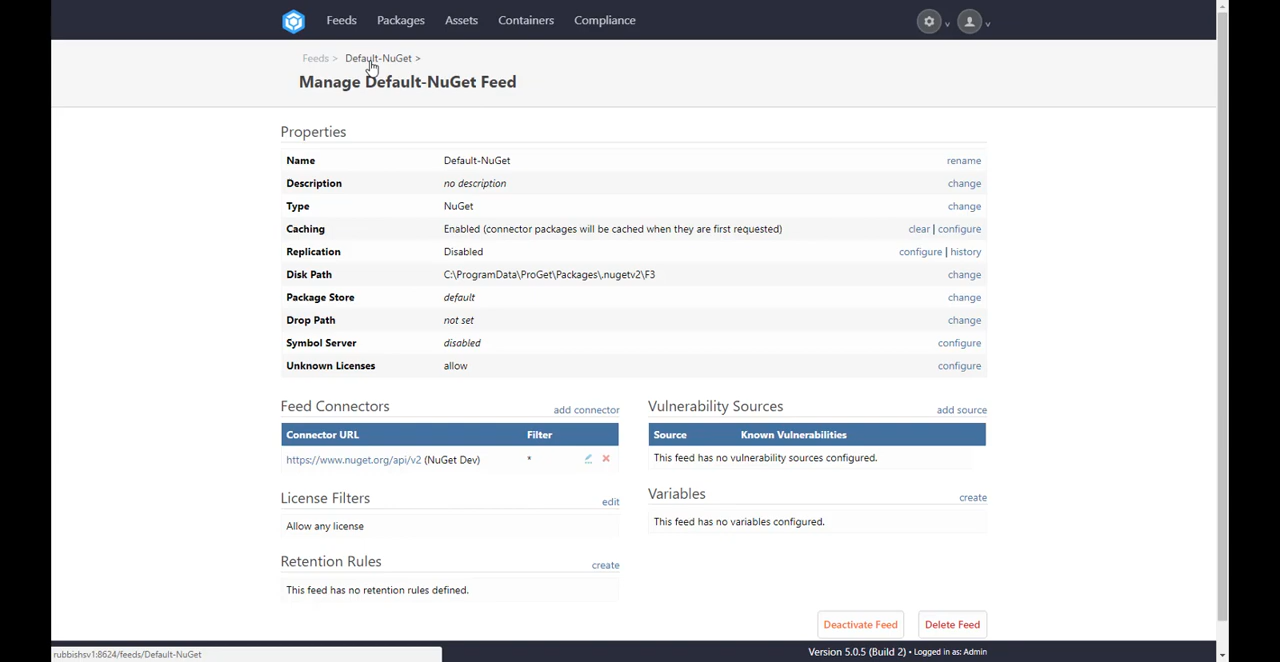 Feeds Packages Assets Containers Compliance
Feeds > Default-NuGet >
Manage Default-NuGet Feed
Properties
Name Default-NuGet rename
Description no description change
Type NuGet change
Caching Enabled (connector packages will be cached when they are first requested) clear | configure
Replication Disabled configure | history
Disk Path C:\ProgramData\ProGet\Packages\.nugetv2\F3 change
Package Store default change
Drop Path not set change
Symbol Server disabled configure
Unknown Licenses allow configure
Feed Connectors add connector
Connector URL Filter
https://www.nuget.org/api/v2 (NuGet Dev) *
License Filters edit
Allow any license
Retention Rules create
This feed has no retention rules defined.
Vulnerability Sources add source
Source Known Vulnerabilities
This feed has no vulnerability sources configured.
Variables create
This feed has no variables configured.
Deactivate Feed Delete Feed
rubbishsv1:8624/feeds/Default-NuGet
Version 5.0.5 (Build 2) • Logged in as: Admin